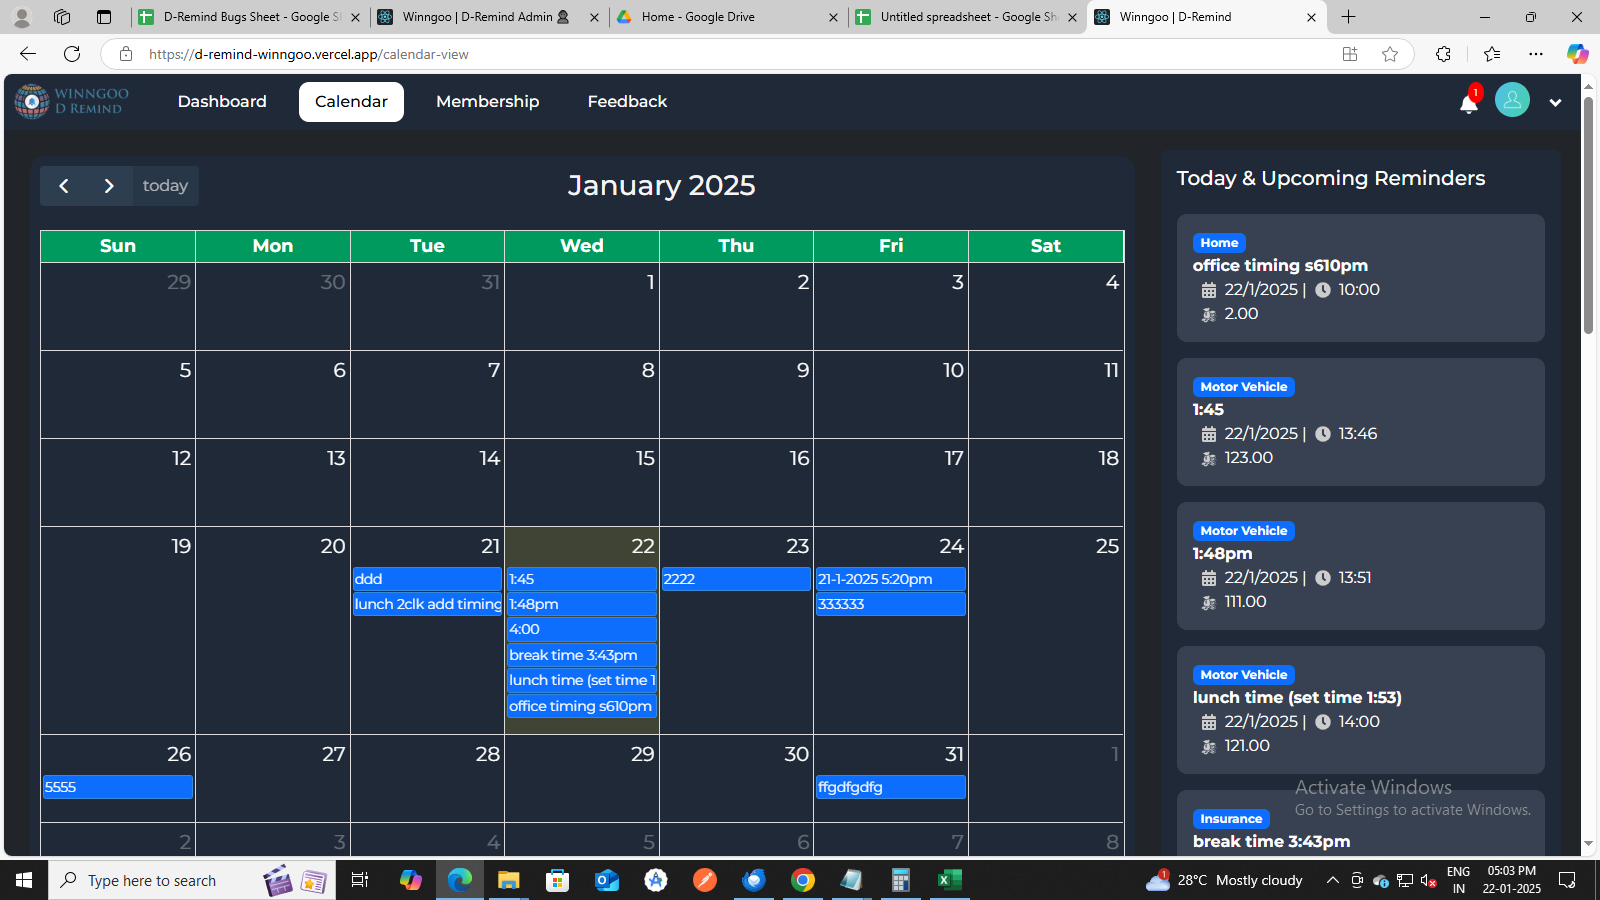 D-Remind Bugs Sheet - Google Sh
Winngoo | D-Remind Admin
Home - Google Drive
Untitled spreadsheet - Google She
Winngoo | D-Remind
https://d-remind-winngoo.vercel.app/calendar-view
WINNGOO
D REMIND
Dashboard
Calendar
Membership
Feedback
1
today
January 2025
Sun Mon Tue Wed Thu Fri Sat
29 30 31 1 2 3 4
5 6 7 8 9 10 11
12 13 14 15 16 17 18
19 20 21 22 23 24 25
ddd
lunch 2clk add timing
1:45
1:48pm
4:00
break time 3:43pm
lunch time (set time 1
office timing s610pm
2222
21-1-2025 5:20pm
333333
26 27 28 29 30 31 1
5555
ffgdfgdfg
2 3 4 5 6 7 8
Today & Upcoming Reminders
Home
office timing s610pm
22/1/2025 | 10:00
2.00
Motor Vehicle
1:45
22/1/2025 | 13:46
123.00
Motor Vehicle
1:48pm
22/1/2025 | 13:51
111.00
Motor Vehicle
lunch time (set time 1:53)
22/1/2025 | 14:00
121.00
Insurance
break time 3:43pm
Activate Windows
Go to Settings to activate Windows.
Type here to search
1
28°C Mostly cloudy
ENG
IN
05:03 PM
22-01-2025